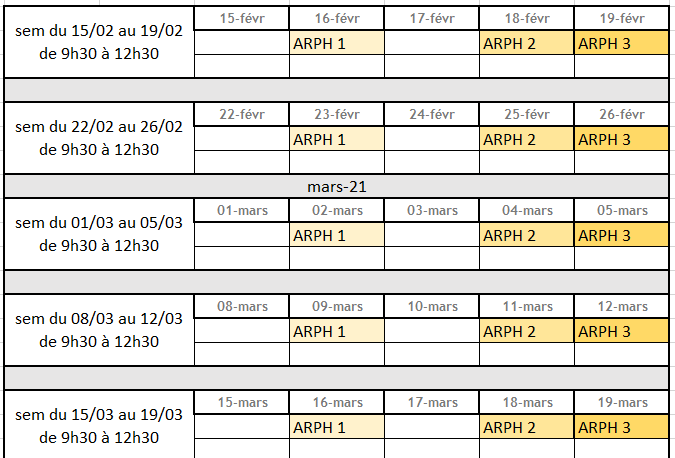 sem du 15/02 au 19/02
de 9h30 à 12h30
15-févr 16-févr 17-févr 18-févr 19-févr
ARPH 1 ARPH 2 ARPH 3
sem du 22/02 au 26/02
de 9h30 à 12h30
22-févr 23-févr 24-févr 25-févr 26-févr
ARPH 1 ARPH 2 ARPH 3
mars-21
sem du 01/03 au 05/03
de 9h30 à 12h30
01-mars 02-mars 03-mars 04-mars 05-mars
ARPH 1 ARPH 2 ARPH 3
sem du 08/03 au 12/03
de 9h30 à 12h30
08-mars 09-mars 10-mars 11-mars 12-mars
ARPH 1 ARPH 2 ARPH 3
sem du 15/03 au 19/03
de 9h30 à 12h30
15-mars 16-mars 17-mars 18-mars 19-mars
ARPH 1 ARPH 2 ARPH 3